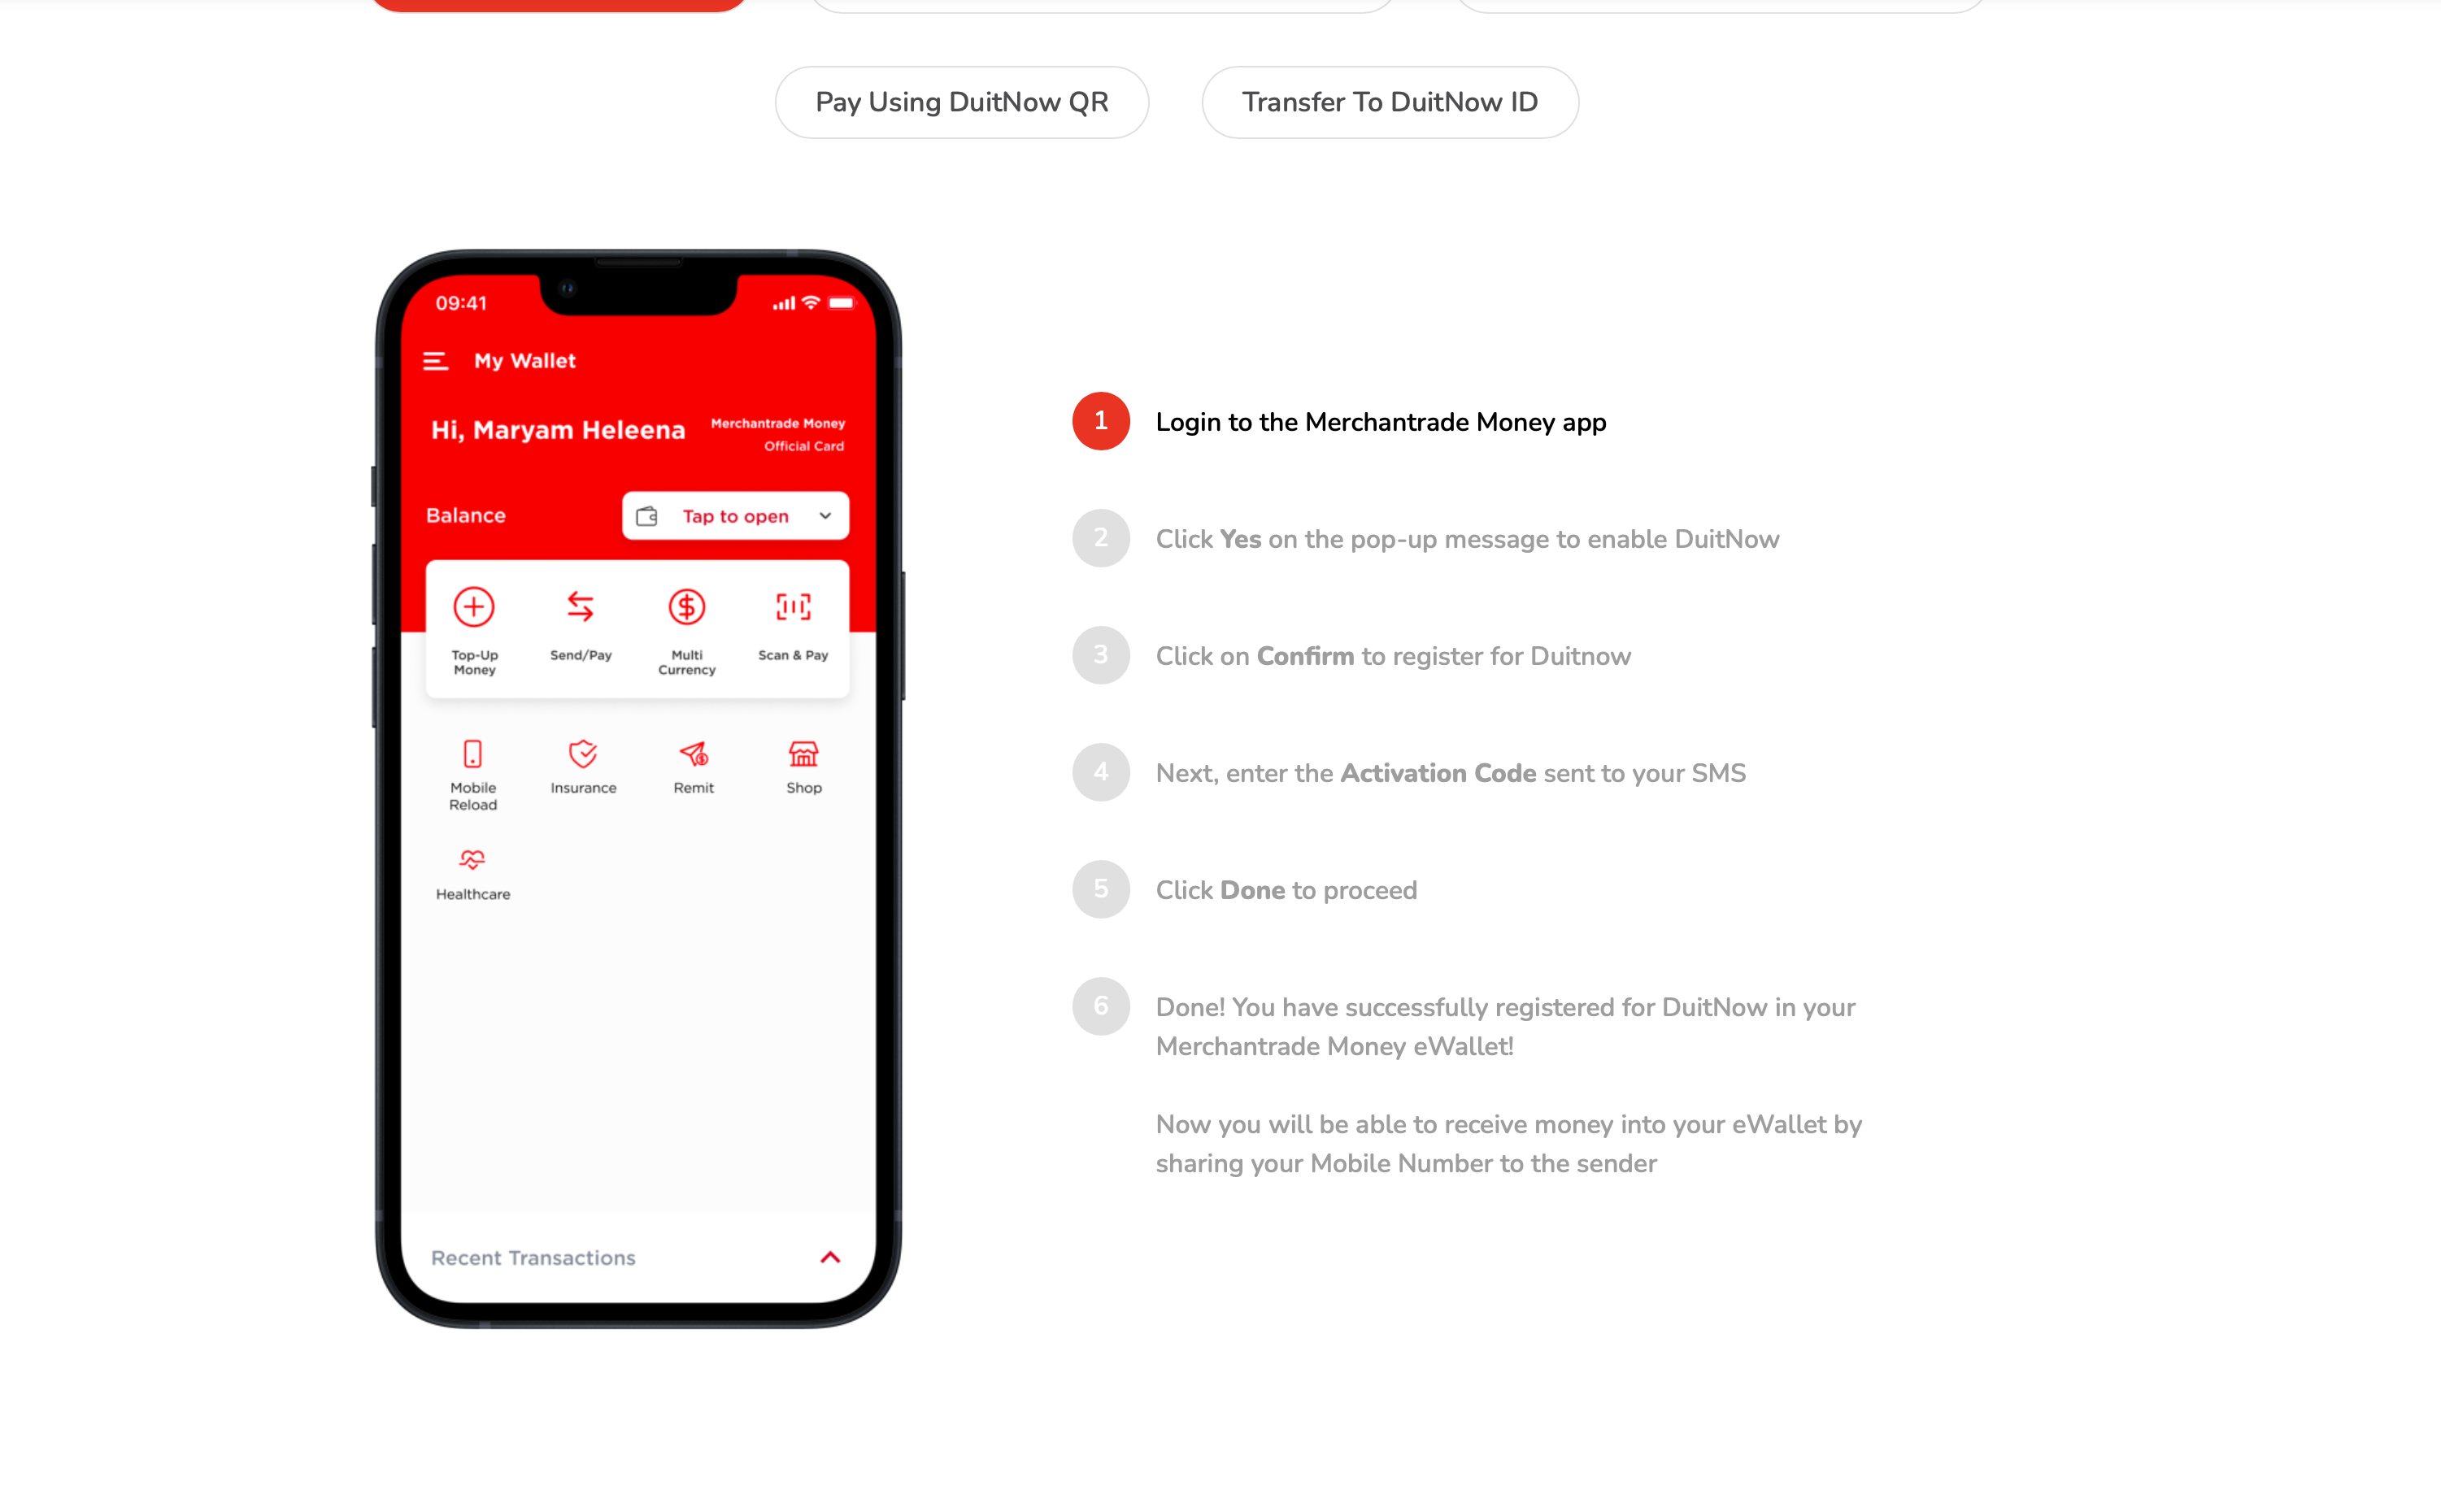 Pay Using DuitNow QR
Transfer To DuitNow ID
09:41
My Wallet
Hi, Maryam Heleena
Merchantrade Money
Official Card
Balance
Tap to open
Top-Up
Money
Send/Pay
Multi
Currency
Scan & Pay
Mobile
Reload
Insurance
Remit
Shop
Healthcare
Recent Transactions
1 Login to the Merchantrade Money app
2 Click Yes on the pop-up message to enable DuitNow
3 Click on Confirm to register for Duitnow
4 Next, enter the Activation Code sent to your SMS
5 Click Done to proceed
6 Done! You have successfully registered for DuitNow in your
Merchantrade Money eWallet!
Now you will be able to receive money into your eWallet by
sharing your Mobile Number to the sender